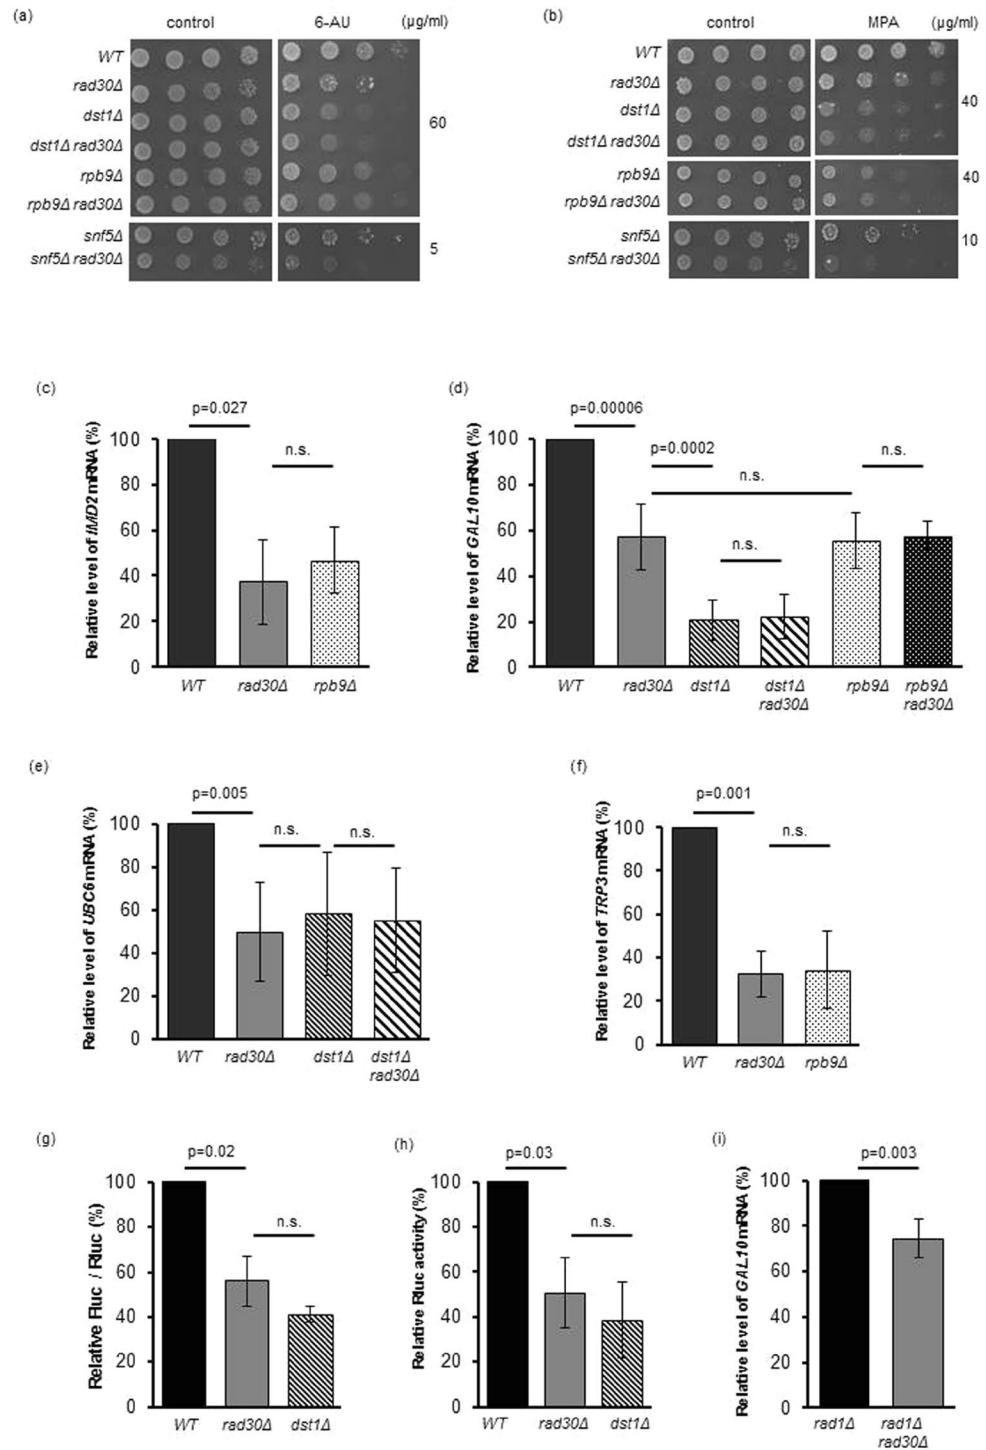 (a)
control 6-AU (µg/ml)
WT
rad30Δ
dst1Δ
60
dst1Δ rad30Δ
rpb9Δ
rpb9Δ rad30Δ
snf5Δ
5
snf5Δ rad30Δ
(b)
control MPA (µg/ml)
WT
rad30Δ
40
dst1Δ
dst1Δ rad30Δ
rpb9Δ
40
rpb9Δ rad30Δ
snf5Δ
10
snf5Δ rad30Δ
(c)
p=0.027
n.s.
Relative level of IMD2 mRNA (%)
100
80
60
40
20
0
WT rad30Δ rpb9Δ
(d)
p=0.00006
p=0.0002
n.s.
n.s.
n.s.
Relative level of GAL10 mRNA (%)
100
80
60
40
20
0
WT rad30Δ dst1Δ dst1Δ rpb9Δ rpb9Δ
rad30Δ rad30Δ
(e)
p=0.005
n.s. n.s.
Relative level of UBC6 mRNA (%)
100
80
60
40
20
0
WT rad30Δ dst1Δ dst1Δ
rad30Δ
(f)
p=0.001
n.s.
Relative level of TRP3 mRNA (%)
100
80
60
40
20
0
WT rad30Δ rpb9Δ
(g)
p=0.02
n.s.
Relative Fluc / Rluc (%)
100
80
60
40
20
0
WT rad30Δ dst1Δ
(h)
p=0.03
n.s.
Relative Rluc activity (%)
100
80
60
40
20
0
WT rad30Δ dst1Δ
(i)
p=0.003
Relative level of GAL10 mRNA (%)
100
80
60
40
20
0
rad1Δ rad1Δ
rad30Δ